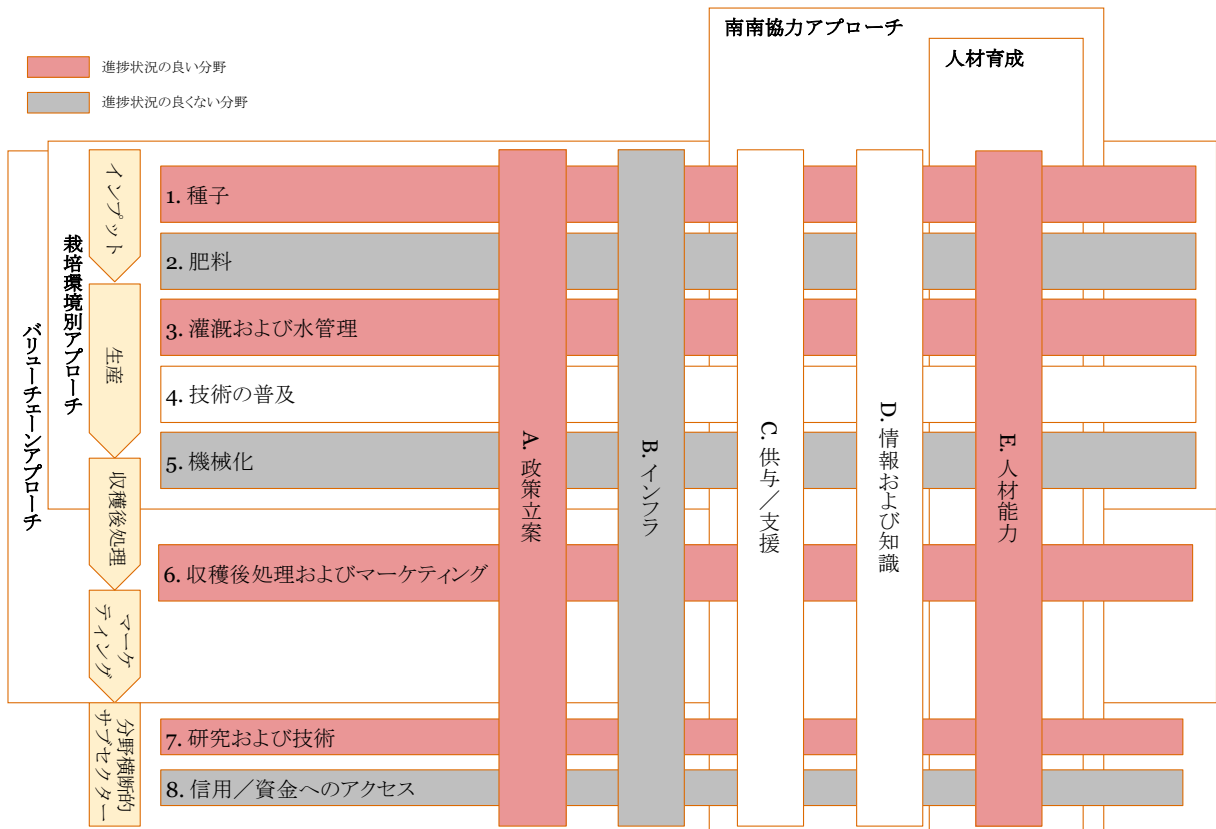 南南協力アプローチ
人材育成
進捗状況の良い分野
進捗状況の良くない分野
バリューチェーンアプローチ
栽培環境別アプローチ
インプット
生産
収穫後処理
マーケ
ティング
分野横断的
サブセクター
1. 種子
2. 肥料
3. 灌漑および水管理
4. 技術の普及
5. 機械化
6. 収穫後処理およびマーケティング
7. 研究および技術
8. 信用／資金へのアクセス
A. 政策立案
B. インフラ
C. 供与／支援
D. 情報および知識
E. 人材能力